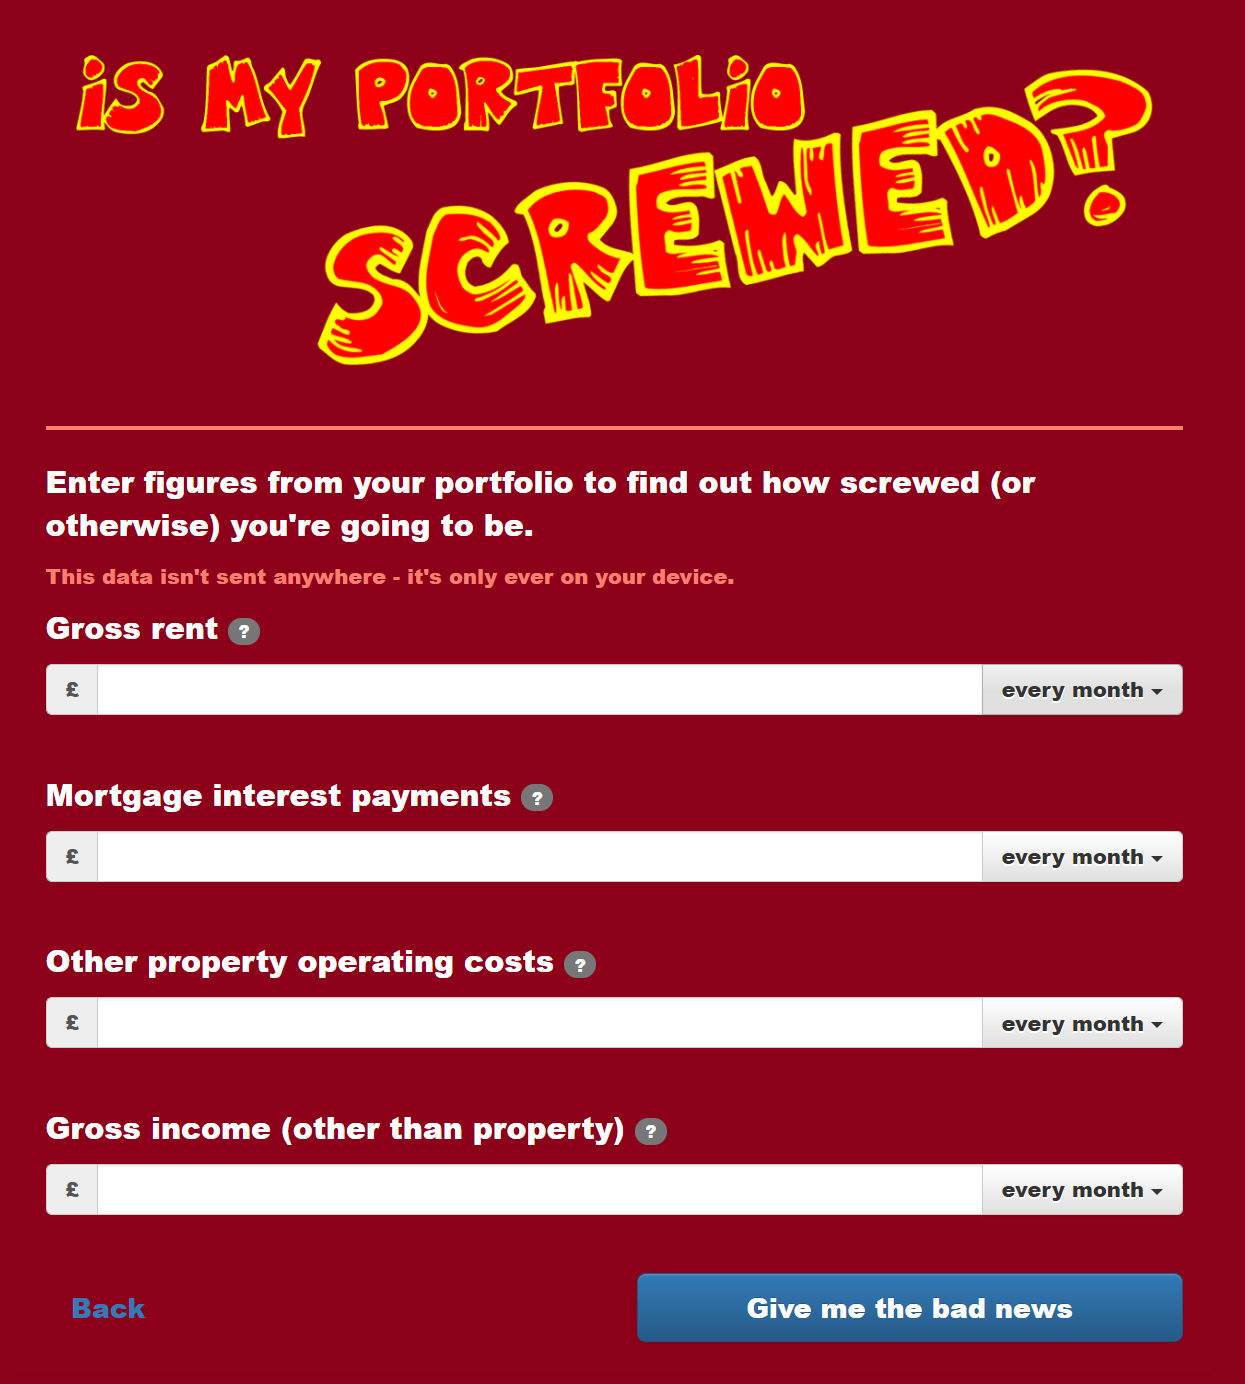 iS MY PORTFOLiO
SCREWED?
Enter figures from your portfolio to find out how screwed (or
otherwise) you're going to be.
This data isn't sent anywhere - it's only ever on your device.
Gross rent ?
£ every month
Mortgage interest payments ?
£ every month
Other property operating costs ?
£ every month
Gross income (other than property) ?
£ every month
Back Give me the bad news